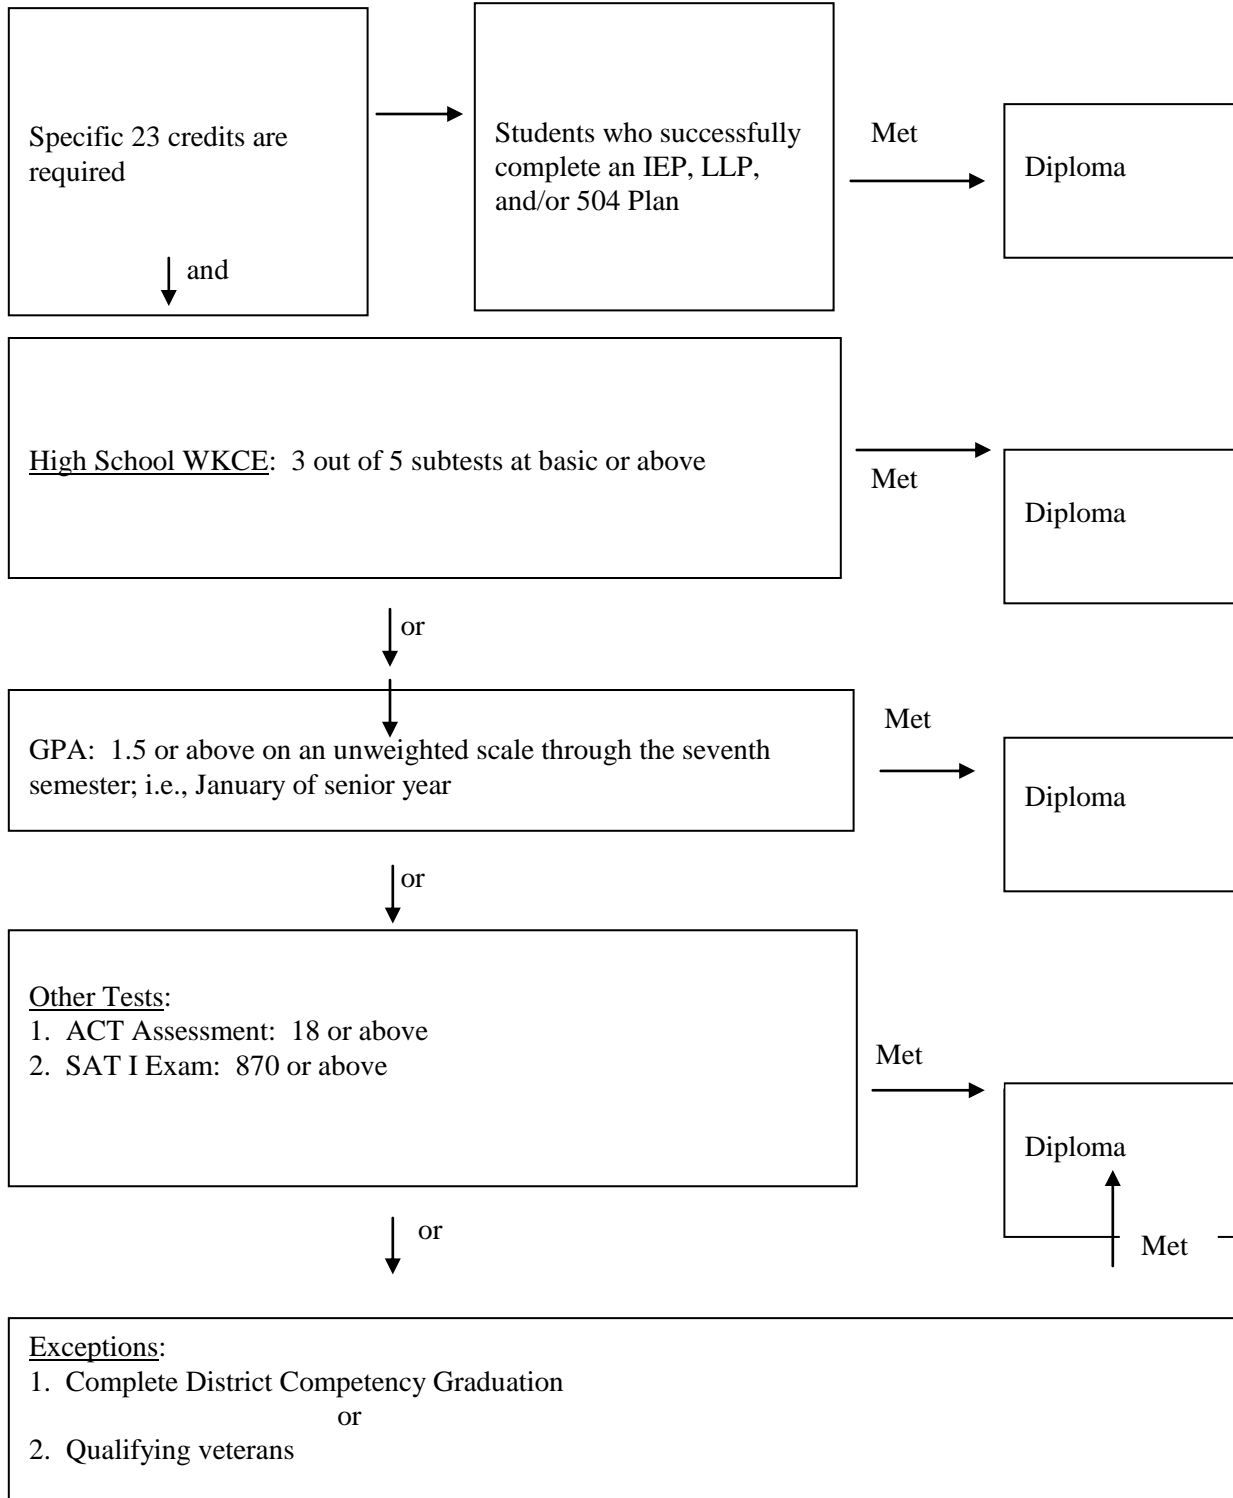 Specific 23 credits are
required
and
Students who successfully
complete an IEP, LLP,
and/or 504 Plan
Met
Diploma
High School WKCE:  3 out of 5 subtests at basic or above
Met
Diploma
or
GPA:  1.5 or above on an unweighted scale through the seventh
semester; i.e., January of senior year
Met
Diploma
or
Other Tests:
1.  ACT Assessment:  18 or above
2.  SAT I Exam:  870 or above
Met
Diploma
Met
or
Exceptions:
1.  Complete District Competency Graduation
or
2.  Qualifying veterans